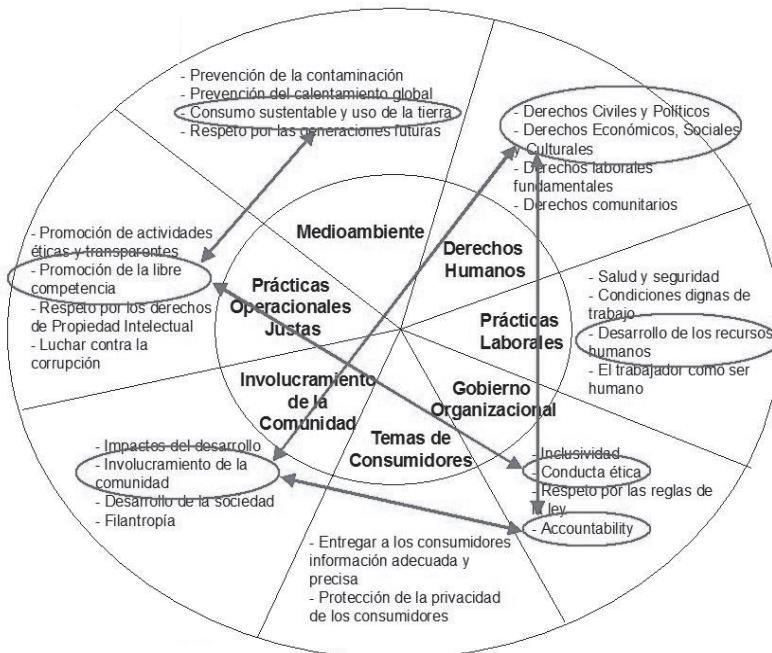 - Prevención de la contaminación
- Prevención del calentamiento global
- Consumo sustentable y uso de la tierra
- Respeto por las generaciones futuras
- Derechos Civiles y Políticos
- Derechos Económicos, Sociales
y Culturales
- Derechos laborales
fundamentales
- Derechos comunitarios
Medioambiente
Derechos
Humanos
- Promoción de actividades
éticas y transparentes
- Promoción de la libre
competencia
- Respeto por los derechos
de Propiedad Intelectual
- Luchar contra la
corrupción
Prácticas
Operacionales
Justas
Prácticas
Laborales
- Salud y seguridad
- Condiciones dignas de
trabajo
- Desarrollo de los recursos
humanos
- El trabajador como ser
humano
Involucramiento
de la
Comunidad
Temas de
Consumidores
Gobierno
Organizacional
- Impactos del desarrollo
- Involucramiento de la
comunidad
- Desarrollo de la sociedad
- Filantropía
- Entregar a los consumidores
información adecuada y
precisa
- Protección de la privacidad
de los consumidores
- Inclusividad
- Conducta ética
- Respeto por las reglas de
la ley
- Accountability